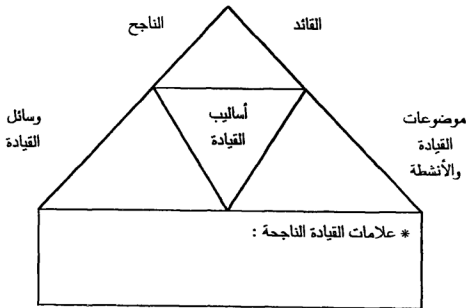 القائد
الناجح
أساليب
القيادة
موضوعات
القيادة
والأنشطة
وسائل
القيادة
* علامات القيادة الناجحة :